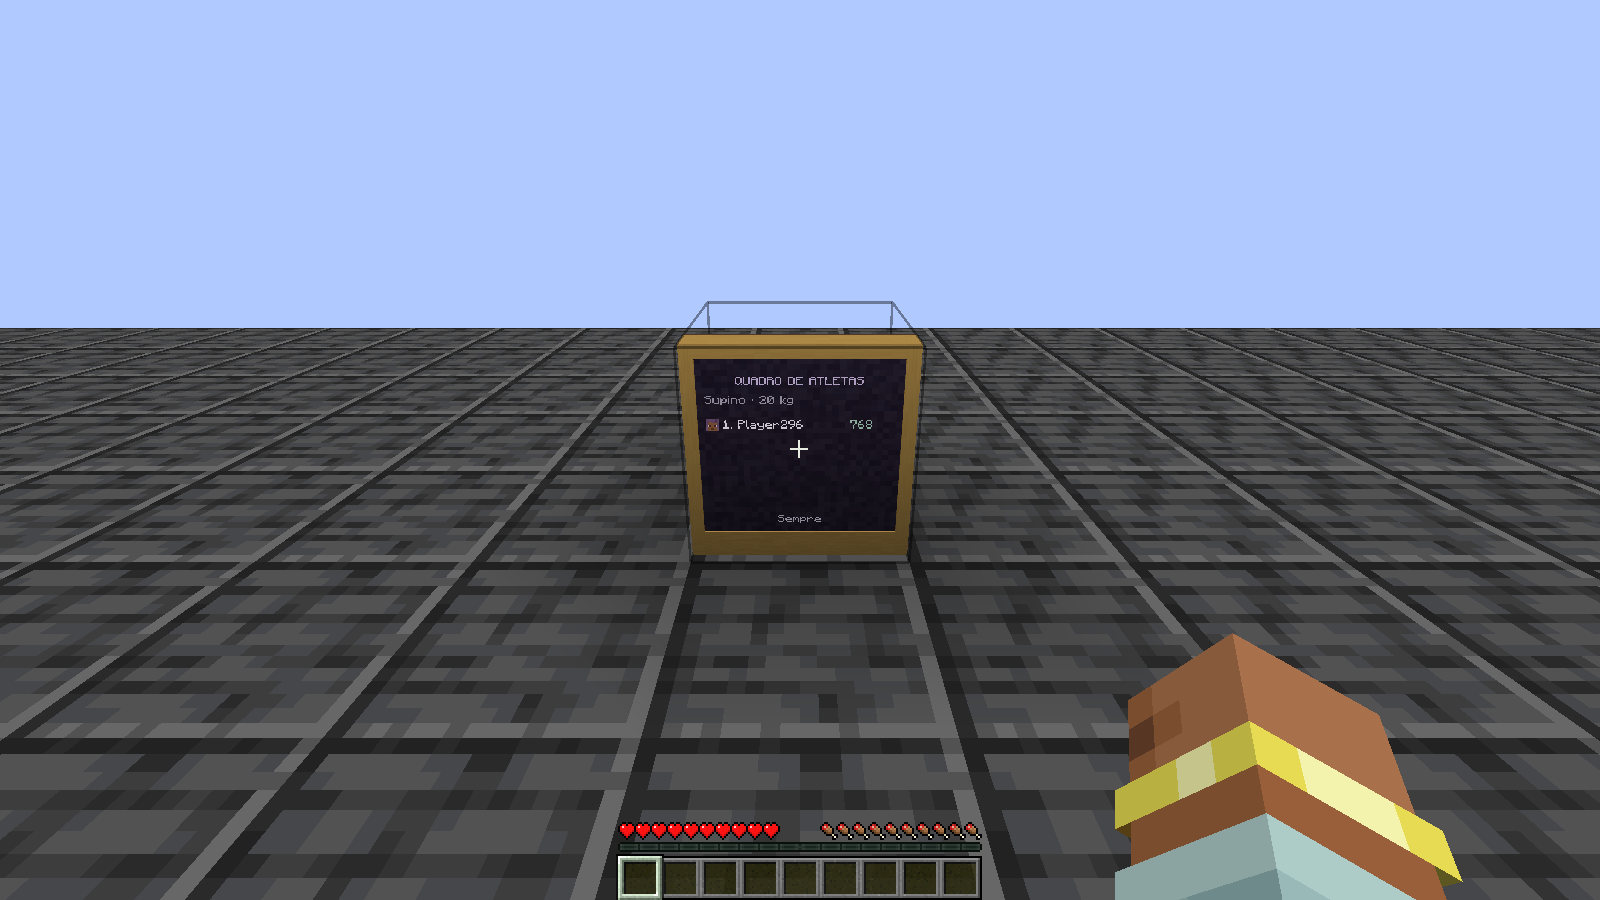 QUADRO DE ATLETAS
Supino · 20 kg
1. Player296 768
Sempre